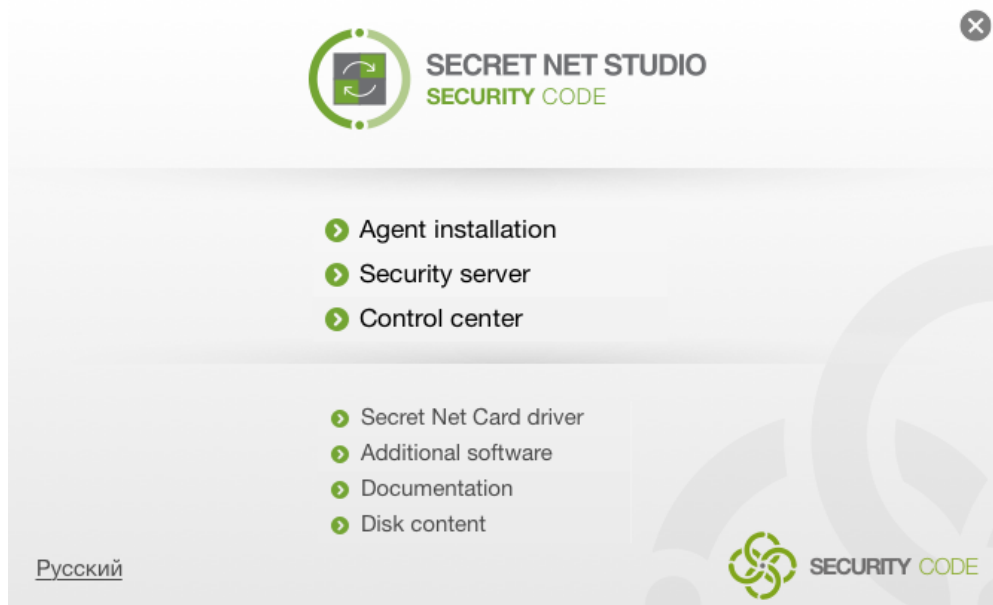 SECRET NET STUDIO
SECURITY CODE
Agent installation
Security server
Control center
Secret Net Card driver
Additional software
Documentation
Disk content
Русский
SECURITY CODE